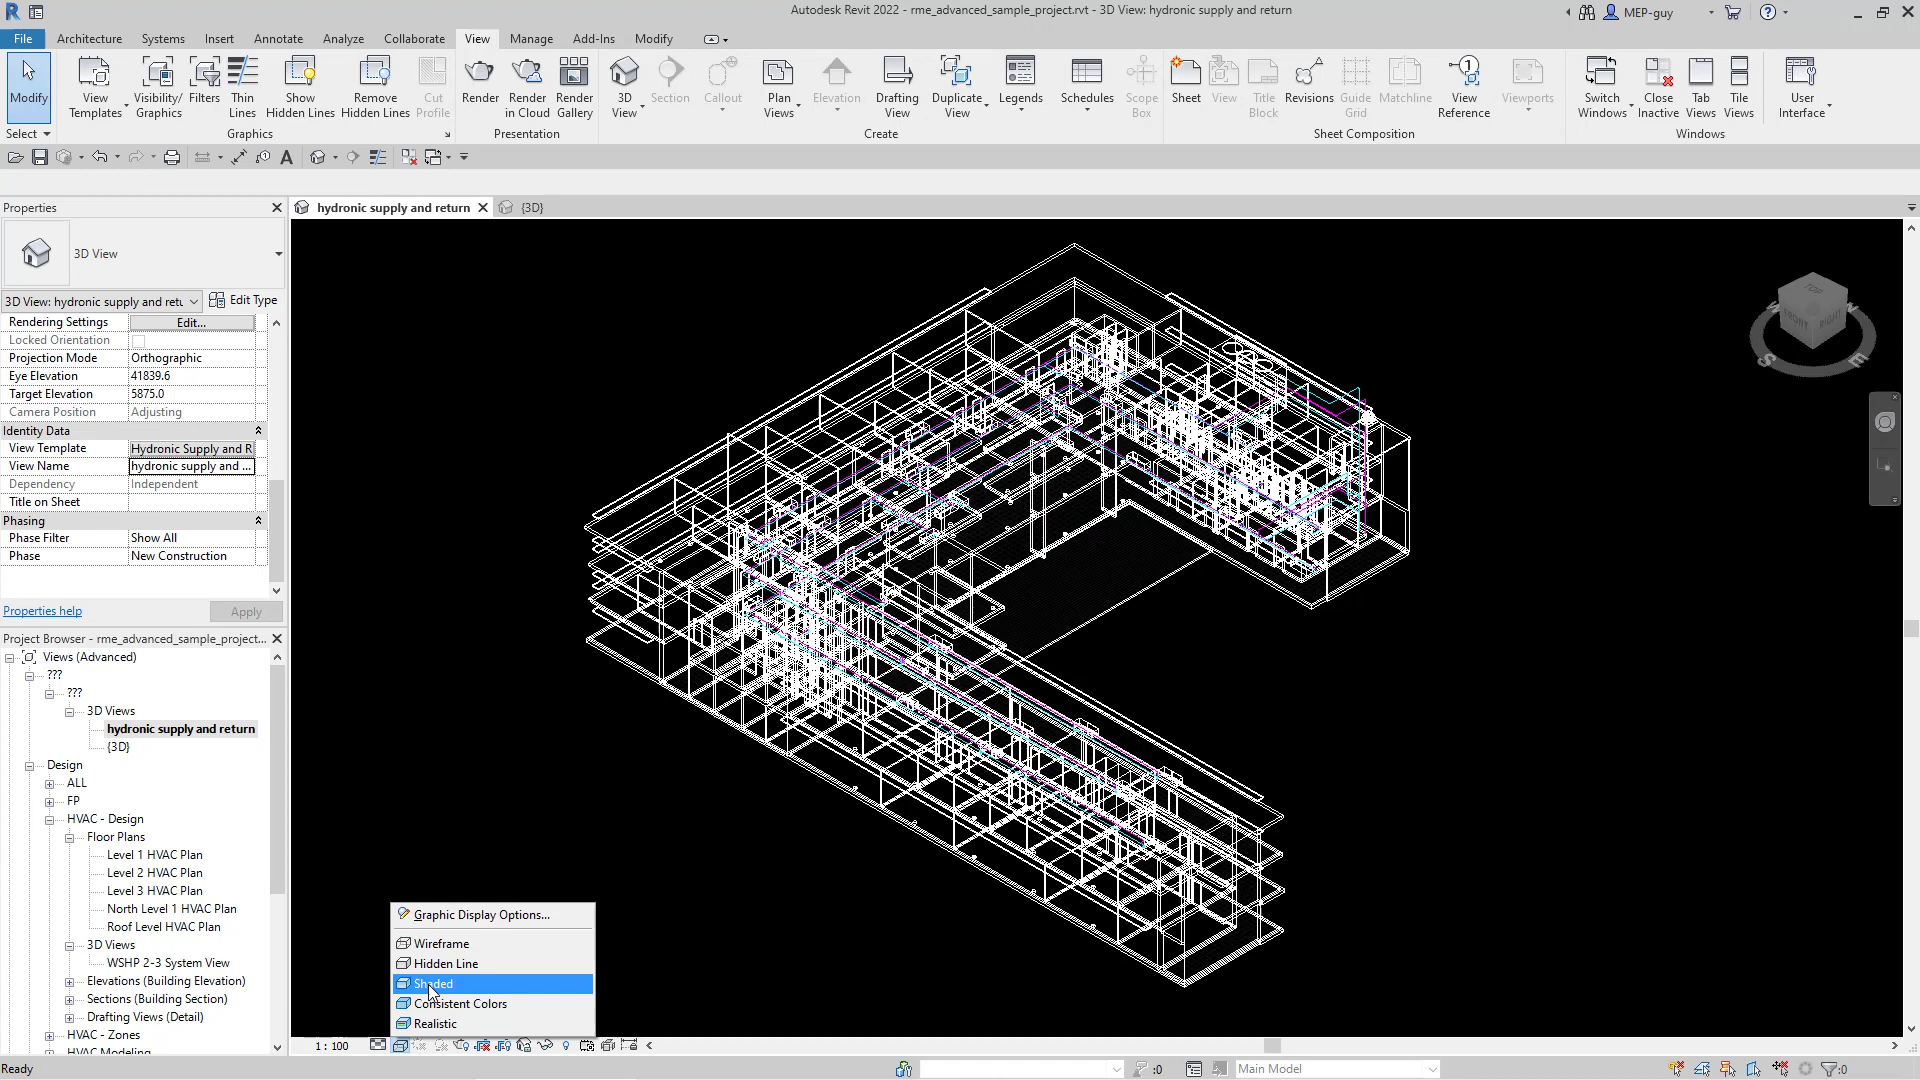 Autodesk Revit 2022 - rme_advanced_sample_project.rvt - 3D View: hydronic supply and return
MEP-guy
File Architecture Systems Insert Annotate Analyze Collaborate View Manage Add-Ins Modify
Modify
View Templates
Visibility/ Graphics
Filters
Thin Lines
Show Hidden Lines
Remove Hidden Lines
Cut Profile
Render
Render in Cloud
Render Gallery
3D View
Section
Callout
Plan Views
Elevation
Drafting View
Duplicate View
Legends
Schedules
Scope Box
Sheet
View
Title Block
Revisions
Guide Grid
Matchline
View Reference
Viewports
Switch Windows
Close Inactive
Tab Views
Tile Views
User Interface
Select
Graphics
Presentation
Create
Sheet Composition
Windows
Properties
hydronic supply and return
{3D}
3D View
3D View: hydronic supply and retu
Edit Type
Rendering Settings Edit...
Locked Orientation
Projection Mode Orthographic
Eye Elevation 41839.6
Target Elevation 5875.0
Camera Position Adjusting
Identity Data
View Template Hydronic Supply and R
View Name hydronic supply and ...
Dependency Independent
Title on Sheet
Phasing
Phase Filter Show All
Phase New Construction
Properties help
Apply
Project Browser - rme_advanced_sample_project...
Views (Advanced)
???
???
3D Views
hydronic supply and return
{3D}
Design
ALL
FP
HVAC - Design
Floor Plans
Level 1 HVAC Plan
Level 2 HVAC Plan
Level 3 HVAC Plan
North Level 1 HVAC Plan
Roof Level HVAC Plan
3D Views
WSHP 2-3 System View
Elevations (Building Elevation)
Sections (Building Section)
Drafting Views (Detail)
HVAC - Zones
HVAC Modeling
TOP
FRONT
RIGHT
W
N
S
E
Graphic Display Options...
Wireframe
Hidden Line
Shaded
Consistent Colors
Realistic
1 : 100
Ready
:0
Main Model
:0